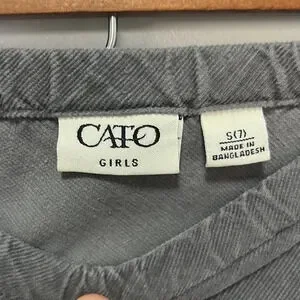 CATO
GIRLS
S(7)
MADE IN
BANGLADESH